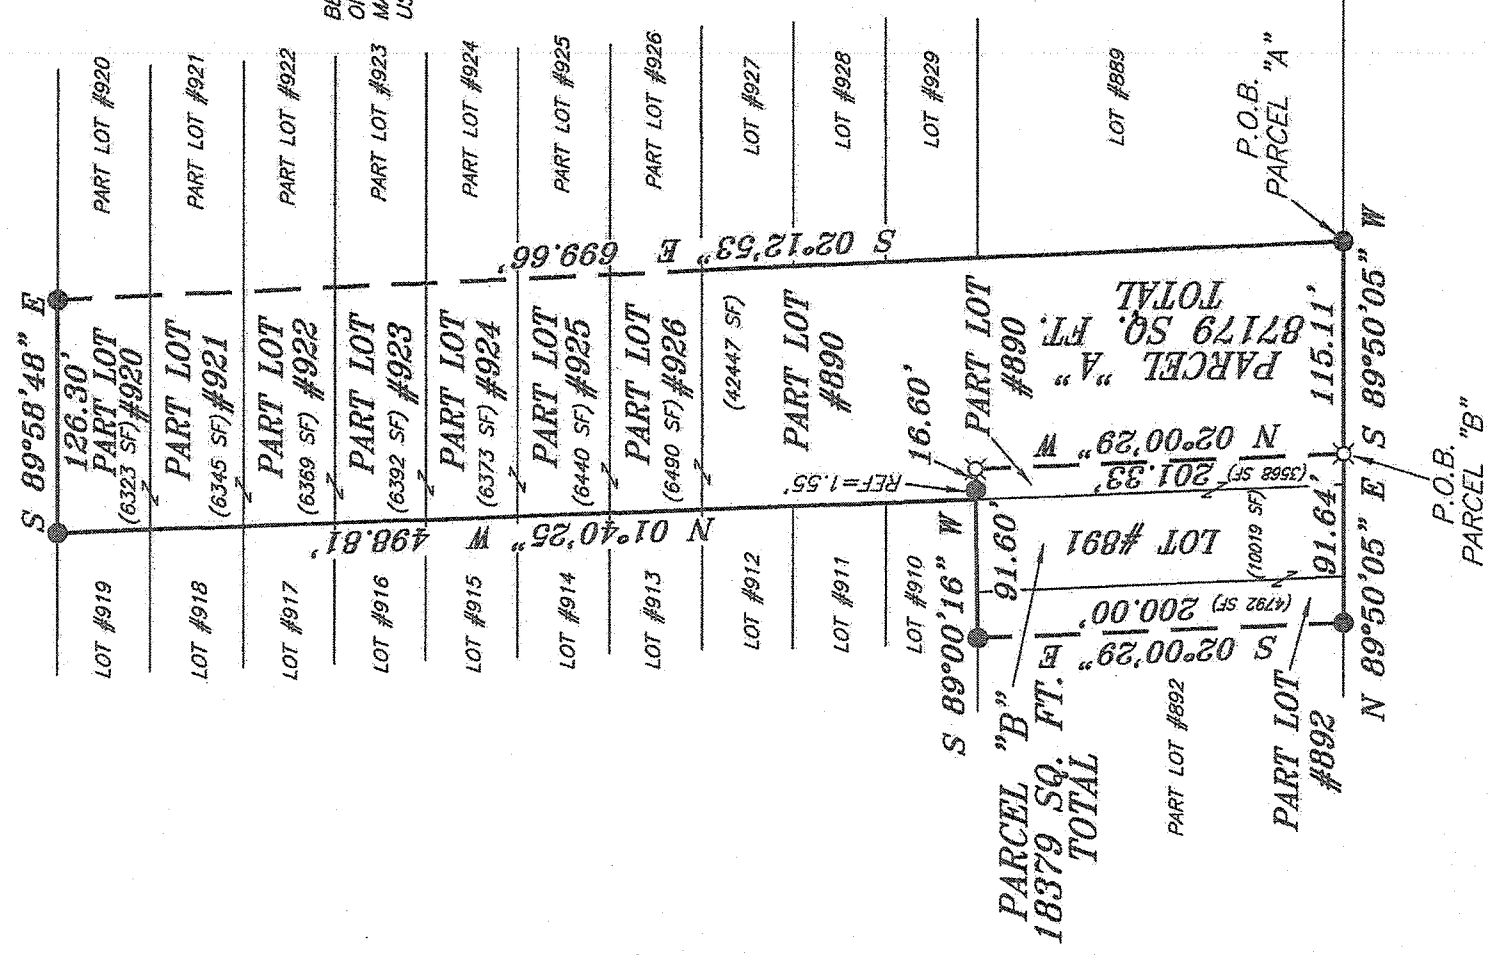 BE
OF
MA
US
S 89°58'48" E
126.30'
PART LOT
(6323 SF) #920
PART LOT
(6345 SF) #921
PART LOT
(6369 SF) #922
PART LOT
(6392 SF) #923
PART LOT
(6373 SF) #924
PART LOT
(6440 SF) #925
PART LOT
(6490 SF) #926
(42447 SF)
PART LOT
#890
PART LOT #920
PART LOT #921
PART LOT #922
PART LOT #923
PART LOT #924
PART LOT #925
PART LOT #926
LOT #927
LOT #928
LOT #929
LOT #889
LOT #919
LOT #918
LOT #917
LOT #916
LOT #915
LOT #914
LOT #913
LOT #912
LOT #911
LOT #910
S 02°12'53" E 699.66'
N 01°40'25" W 498.81'
REF=1.55'
16.60'
PART LOT
#890
PARCEL "A"
87179 SQ. FT.
TOTAL
N 02°00'29" W
201.33'
(3568 SF)
S 89°00'16" W
91.60'
LOT #891
(10019 SF)
S 02°00'29" E
200.00'
(4792 SF)
91.64'
115.11'
P.O.B.
PARCEL "A"
S 89°50'05" W
N 89°50'05" E
P.O.B.
PARCEL "B"
PARCEL "B"
18379 SQ. FT.
TOTAL
PART LOT #892
PART LOT
#892